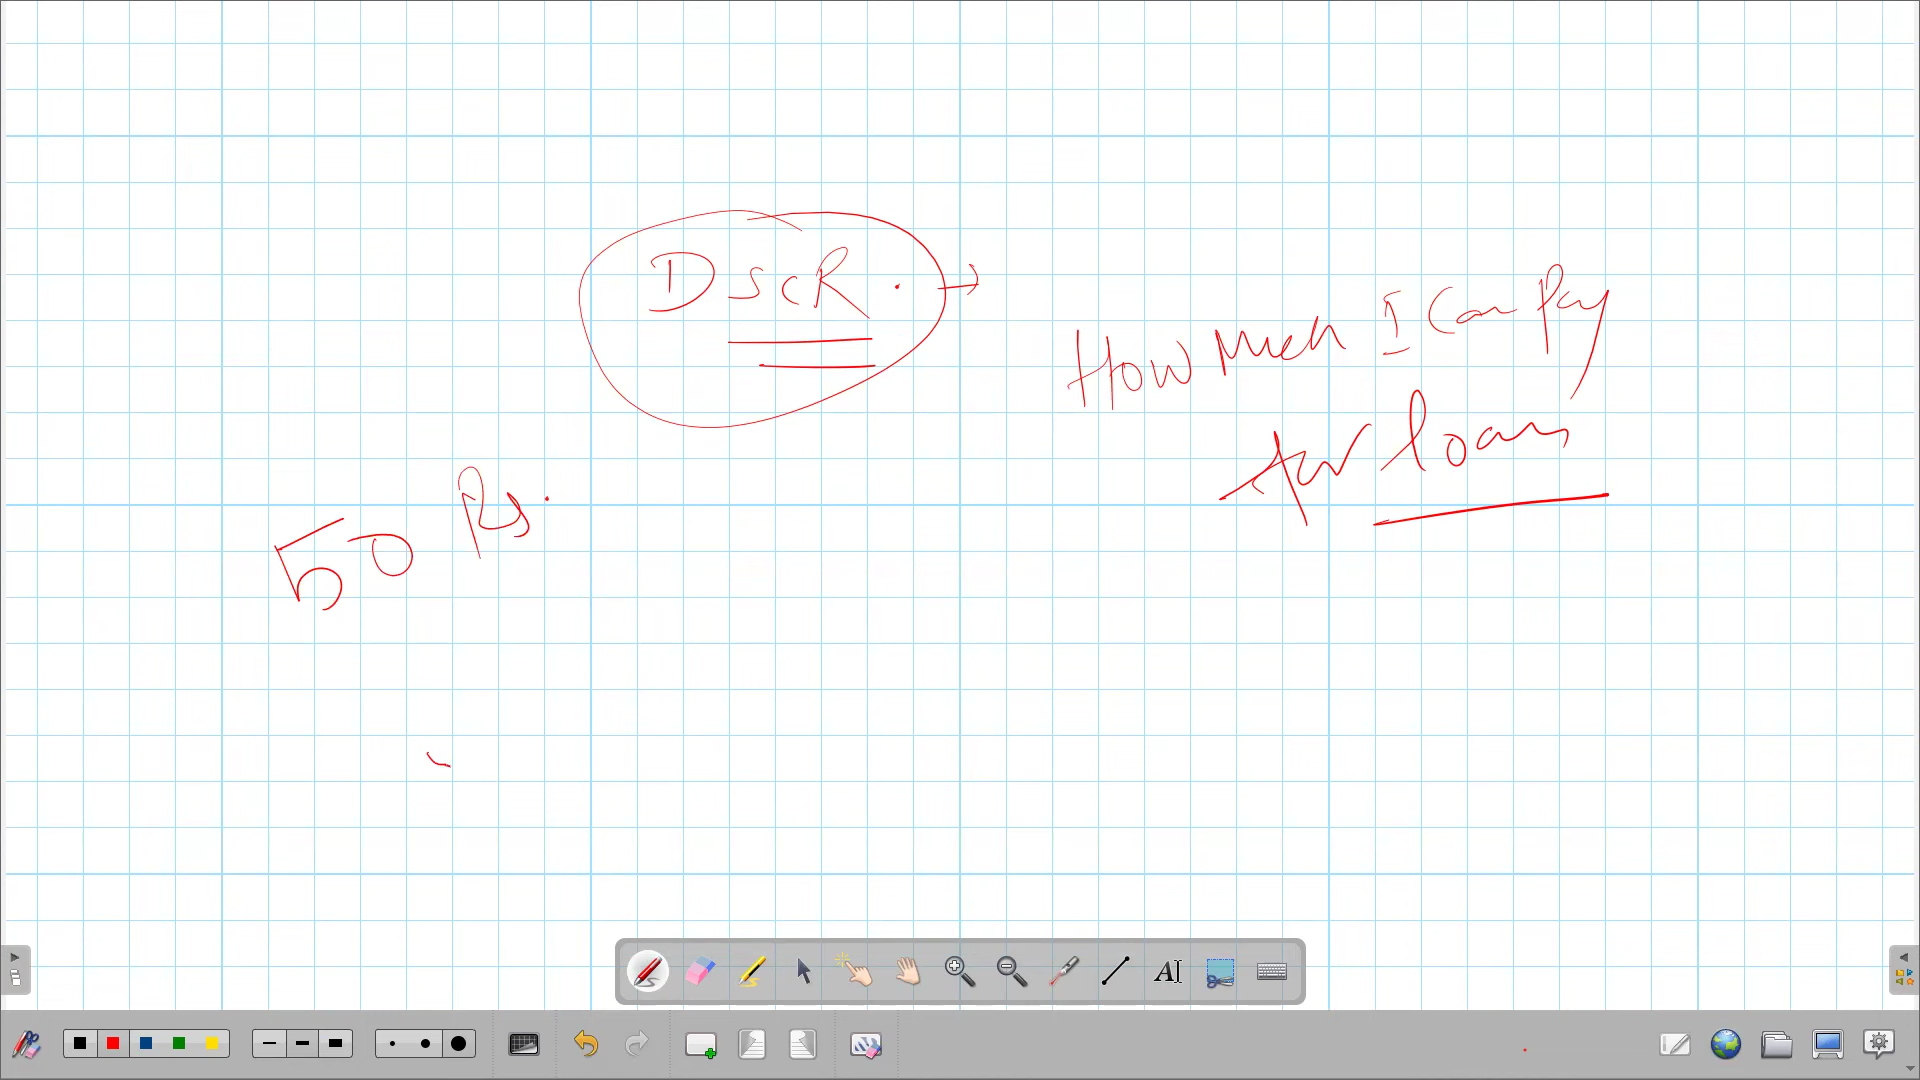 DSCR. →
How Much I Can Pay
for loan,
50 Rs.